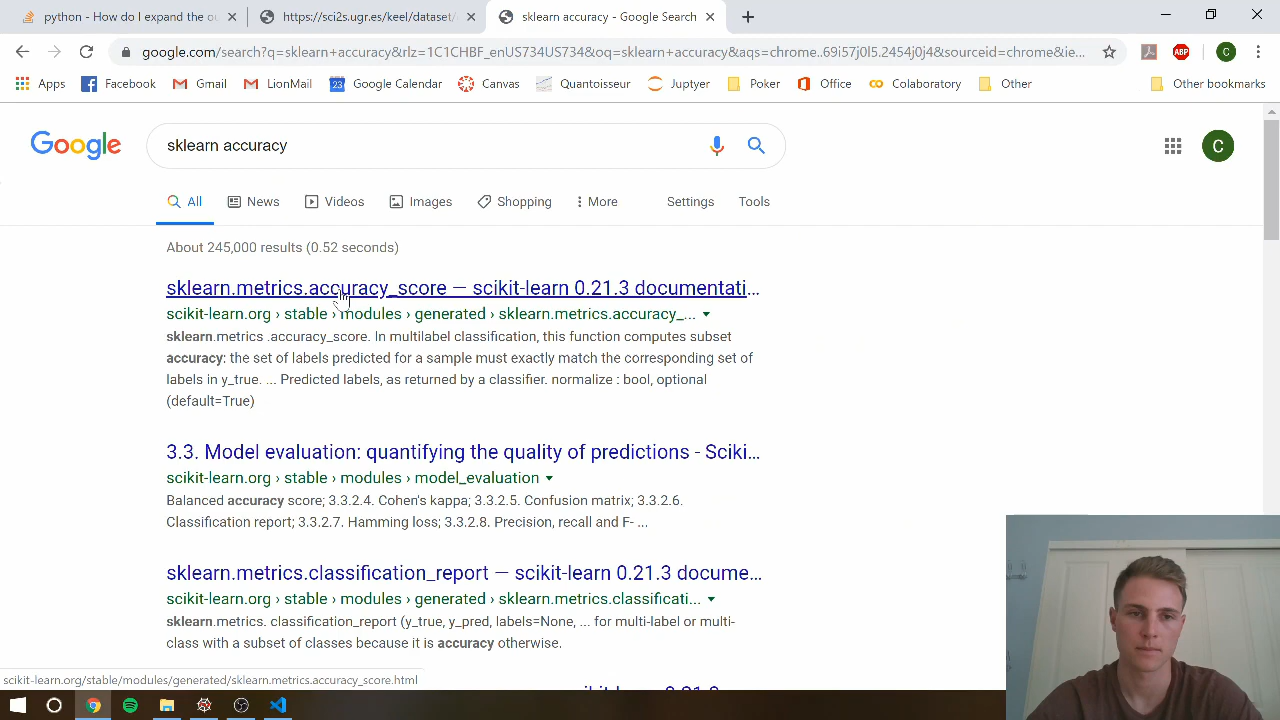 python - How do I expand the ou
https://sci2s.ugr.es/keel/dataset/
sklearn accuracy - Google Search
google.com/search?q=sklearn+accuracy&rlz=1C1CHBF_enUS734US734&oq=sklearn+accuracy&aqs=chrome..69i57j0l5.2454j0j4&sourceid=chrome&ie...
ABP
C
Apps
Facebook
Gmail
LionMail
23
Google Calendar
Canvas
Quantoisseur
Juptyer
Poker
Office
Colaboratory
Other
Other bookmarks
Google
sklearn accuracy
C
All
News
Videos
Images
Shopping
More
Settings
Tools
About 245,000 results (0.52 seconds)
sklearn.metrics.accuracy_score — scikit-learn 0.21.3 documentati...
scikit-learn.org › stable › modules › generated › sklearn.metrics.accuracy_...
sklearn.metrics .accuracy_score. In multilabel classification, this function computes subset
accuracy: the set of labels predicted for a sample must exactly match the corresponding set of
labels in y_true. ... Predicted labels, as returned by a classifier. normalize : bool, optional
(default=True)
3.3. Model evaluation: quantifying the quality of predictions - Sciki...
scikit-learn.org › stable › modules › model_evaluation
Balanced accuracy score; 3.3.2.4. Cohen's kappa; 3.3.2.5. Confusion matrix; 3.3.2.6.
Classification report; 3.3.2.7. Hamming loss; 3.3.2.8. Precision, recall and F- ...
sklearn.metrics.classification_report — scikit-learn 0.21.3 docume...
scikit-learn.org › stable › modules › generated › sklearn.metrics.classificati...
sklearn.metrics. classification_report (y_true, y_pred, labels=None, ... for multi-label or multi-
class with a subset of classes because it is accuracy otherwise.
scikit-learn.org/stable/modules/generated/sklearn.metrics.accuracy_score.html